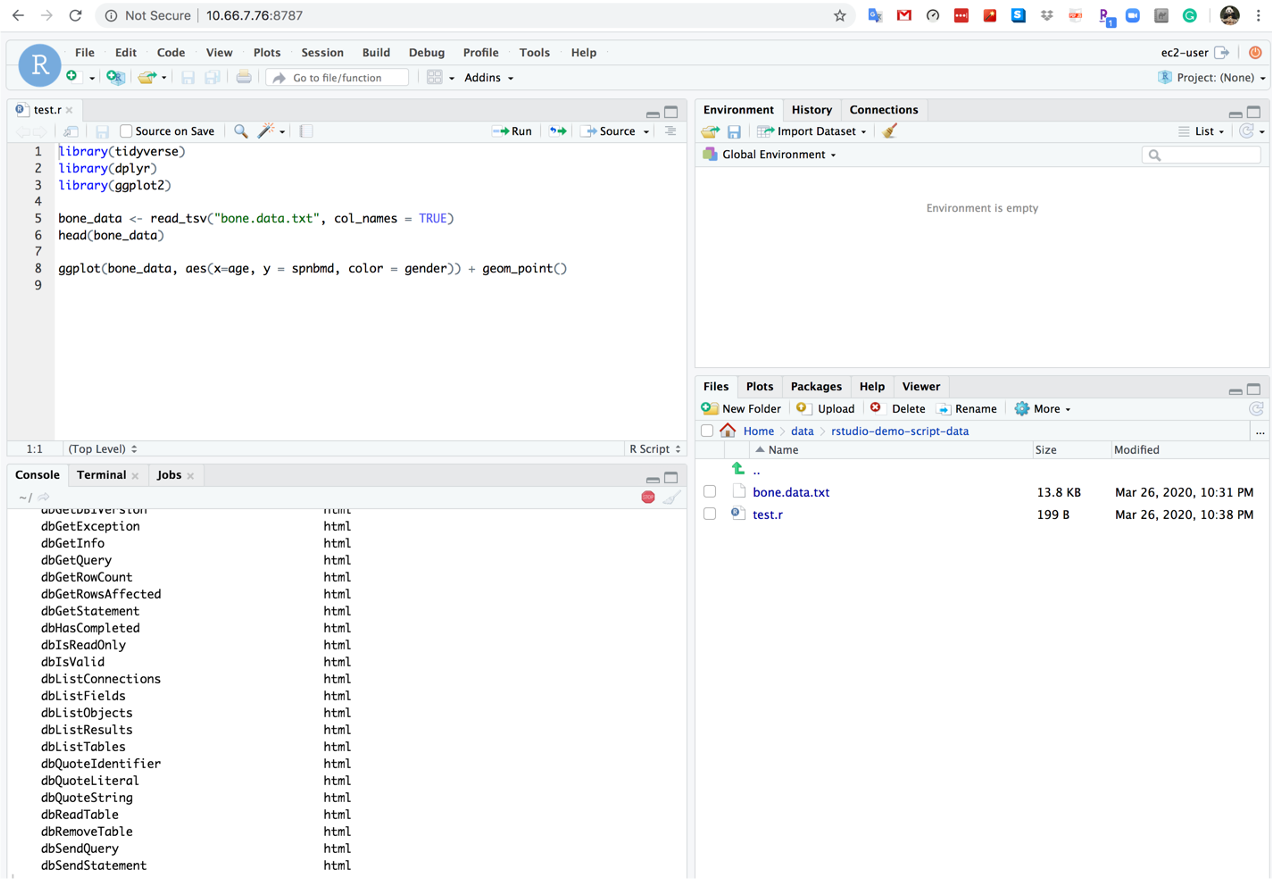 Not Secure | 10.66.7.76:8787
File Edit Code View Plots Session Build Debug Profile Tools Help
ec2-user
R
Go to file/function
Addins
Project: (None)
test.r
Source on Save
Run
Source
1 library(tidyverse)
2 library(dplyr)
3 library(ggplot2)
4
5 bone_data <- read_tsv("bone.data.txt", col_names = TRUE)
6 head(bone_data)
7
8 ggplot(bone_data, aes(x=age, y = spnbmd, color = gender)) + geom_point()
9
1:1 (Top Level) R Script
Console Terminal Jobs
~/
dbGetDBIVersion html
dbGetException html
dbGetInfo html
dbGetQuery html
dbGetRowCount html
dbGetRowsAffected html
dbGetStatement html
dbHasCompleted html
dbIsReadOnly html
dbIsValid html
dbListConnections html
dbListFields html
dbListObjects html
dbListResults html
dbListTables html
dbQuoteIdentifier html
dbQuoteLiteral html
dbQuoteString html
dbReadTable html
dbRemoveTable html
dbSendQuery html
dbSendStatement html
Environment History Connections
Import Dataset
List
Global Environment
Environment is empty
Files Plots Packages Help Viewer
New Folder Upload Delete Rename More
Home data rstudio-demo-script-data ...
Name Size Modified
..
bone.data.txt 13.8 KB Mar 26, 2020, 10:31 PM
test.r 199 B Mar 26, 2020, 10:38 PM